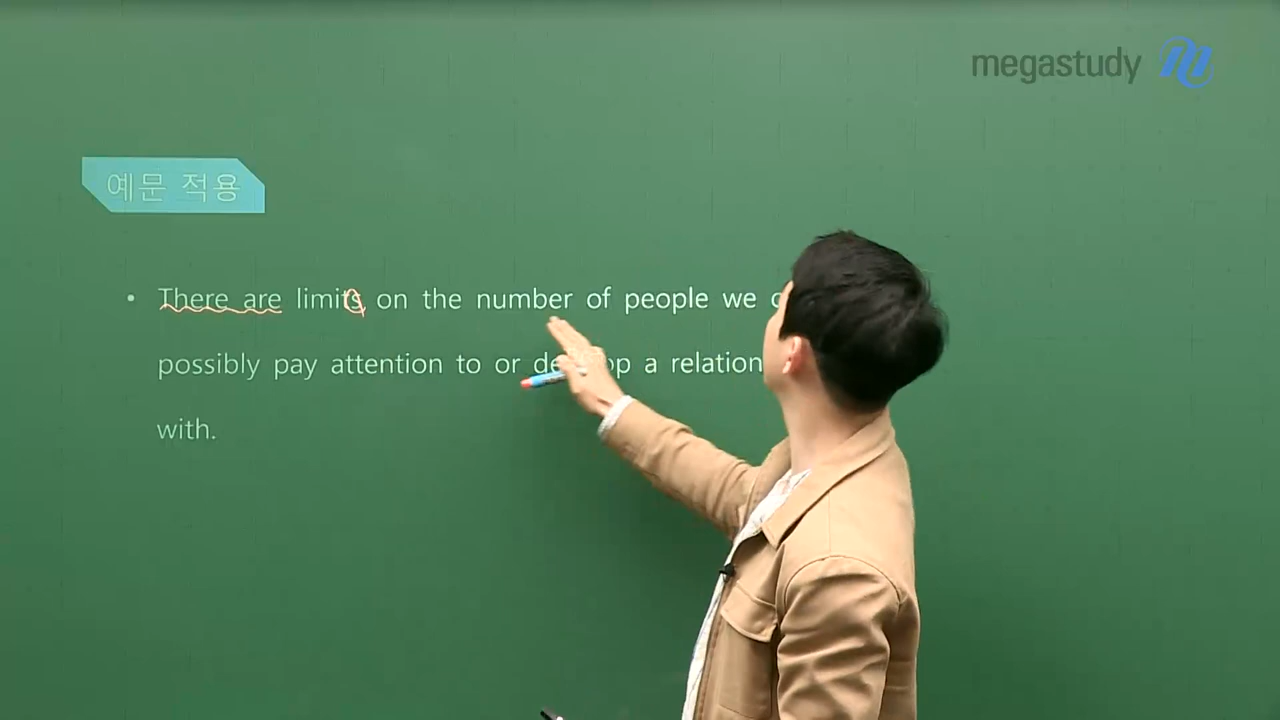 megastudy
예문 적용
• There are limits on the number of people we
possibly pay attention to or a
with.